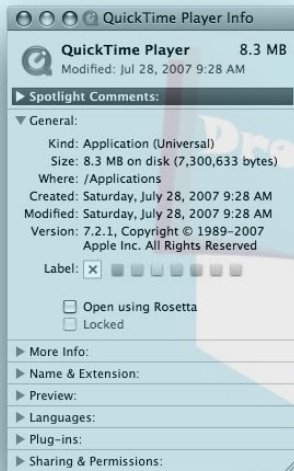 QuickTime Player Info
QuickTime Player 8.3 MB
Modified: Jul 28, 2007 9:28 AM
Spotlight Comments:
General:
Kind: Application (Universal)
Size: 8.3 MB on disk (7,300,633 bytes)
Where: /Applications
Created: Saturday, July 28, 2007 9:28 AM
Modified: Saturday, July 28, 2007 9:28 AM
Version: 7.2.1, Copyright © 1989-2007
Apple Inc. All Rights Reserved
Label:
Open using Rosetta
Locked
More Info:
Name & Extension:
Preview:
Languages:
Plug-ins:
Sharing & Permissions: